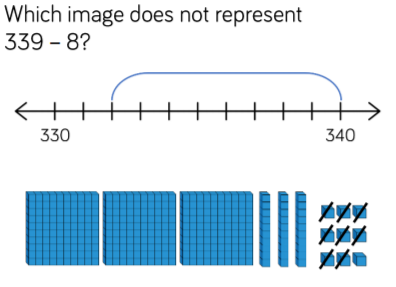 Which image does not represent
339 – 8?
330
340